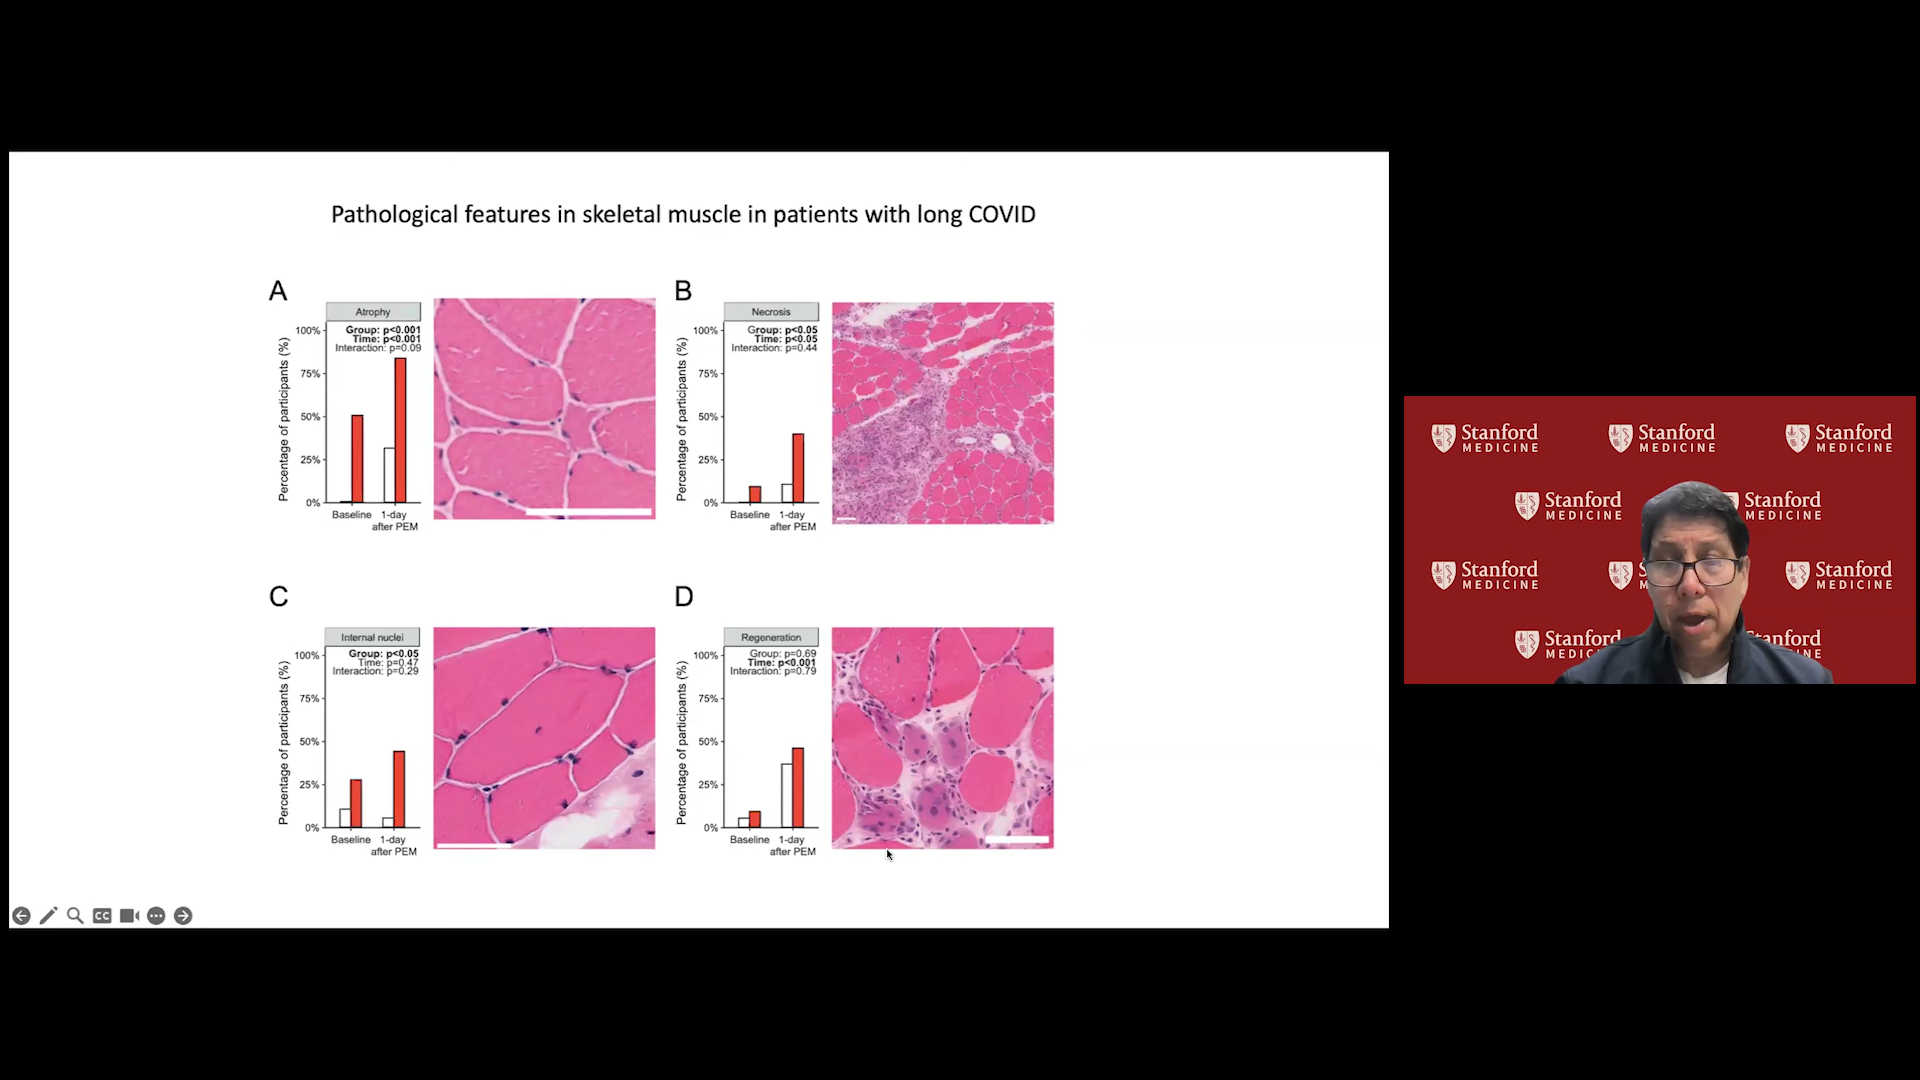 Pathological features in skeletal muscle in patients with long COVID
A
Atrophy
Group: p<0.001
Time: p<0.001
Interaction: p=0.09
Percentage of participants (%)
100%
75%
50%
25%
0%
Baseline
1-day
after PEM
B
Necrosis
Group: p<0.05
Time: p<0.05
Interaction: p=0.44
Percentage of participants (%)
100%
75%
50%
25%
0%
Baseline
1-day
after PEM
C
Internal nuclei
Group: p<0.05
Time: p=0.47
Interaction: p=0.29
Percentage of participants (%)
100%
75%
50%
25%
0%
Baseline
1-day
after PEM
D
Regeneration
Group: p=0.69
Time: p<0.001
Interaction: p=0.79
Percentage of participants (%)
100%
75%
50%
25%
0%
Baseline
1-day
after PEM
CC
Stanford
MEDICINE
Stanford
MEDICINE
Stanford
MEDICINE
Stanford
MEDICINE
Stanford
MEDICINE
Stanford
MEDICINE
S
M
Stanford
MEDICINE
Stanford
MEDIC
tanford
DICINE